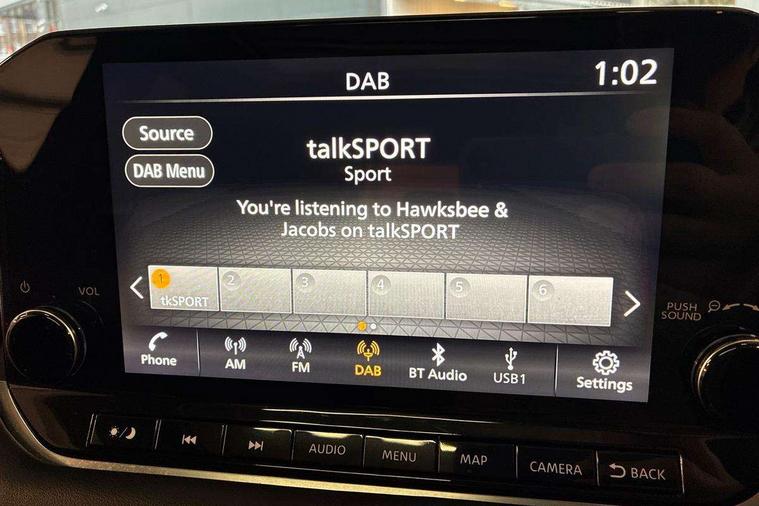 DAB
1:02
Source
DAB Menu
talkSPORT
Sport
You're listening to Hawksbee &
Jacobs on talkSPORT
1 2 3 4 5 6
tkSPORT
VOL
PUSH
SOUND
Phone
AM
FM
DAB
BT Audio
USB1
Settings
AUDIO
MENU
MAP
CAMERA
BACK